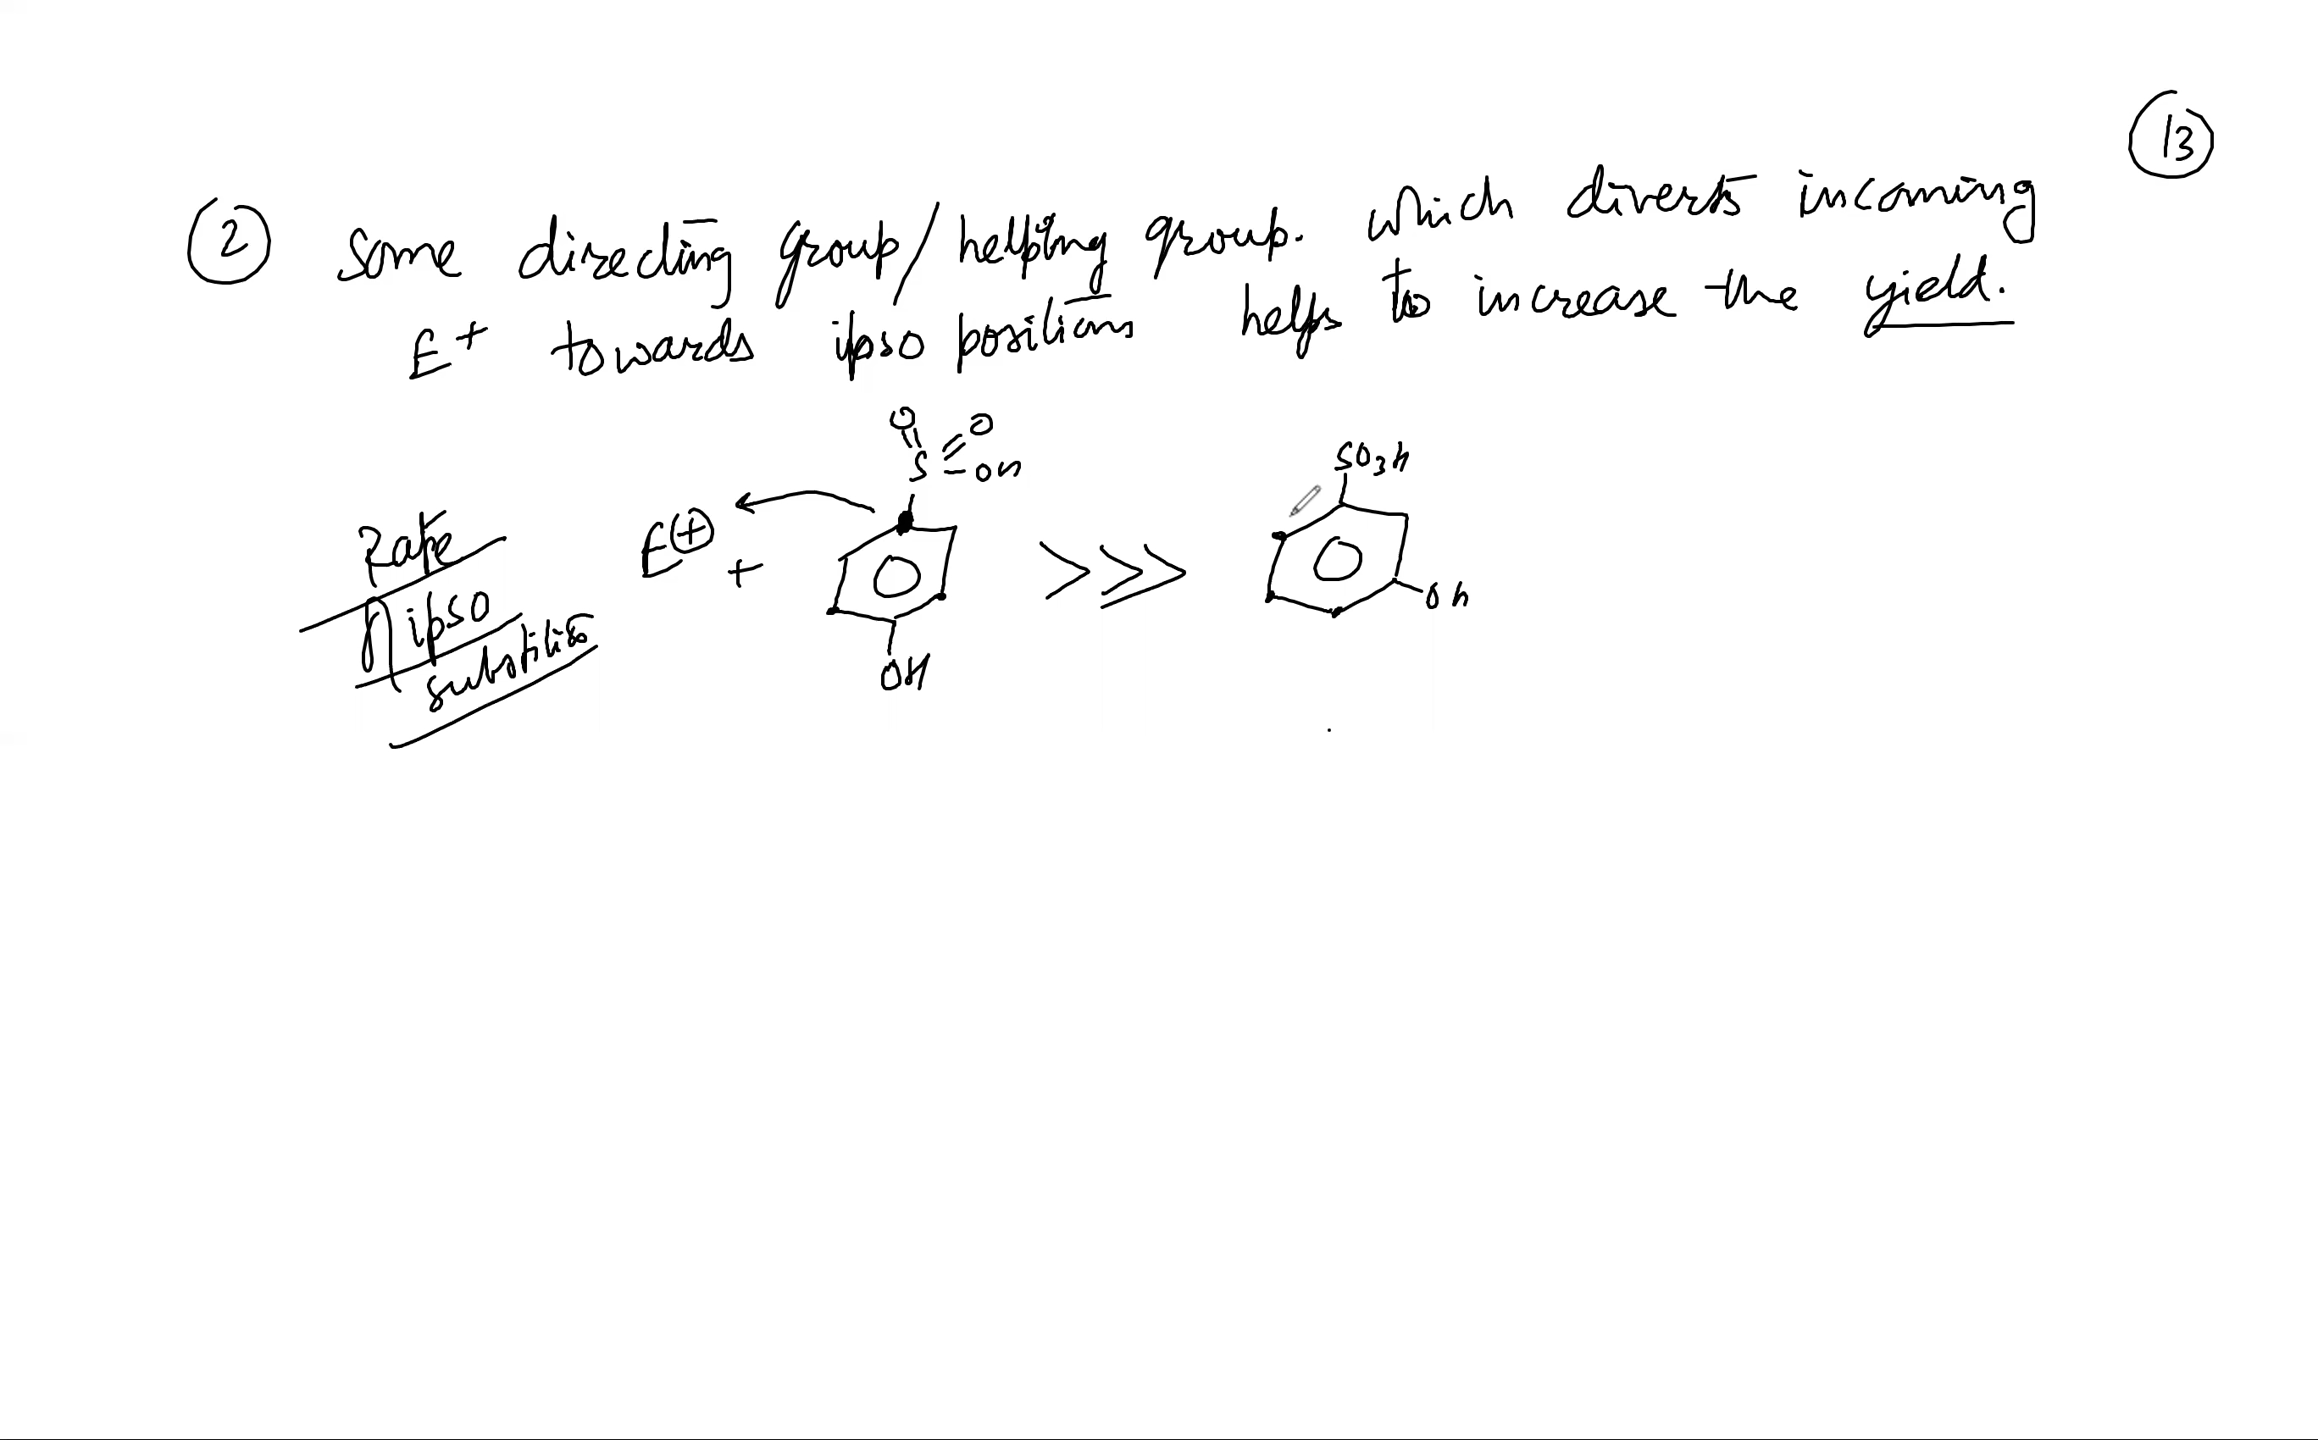 13
2 Some directing group/helping group. which diverts incoming
E+ towards ipso positions helps to increase the yield.
O O
S OH
SO3H
Rate E+ +
ipso >>> OH
substitution
OH